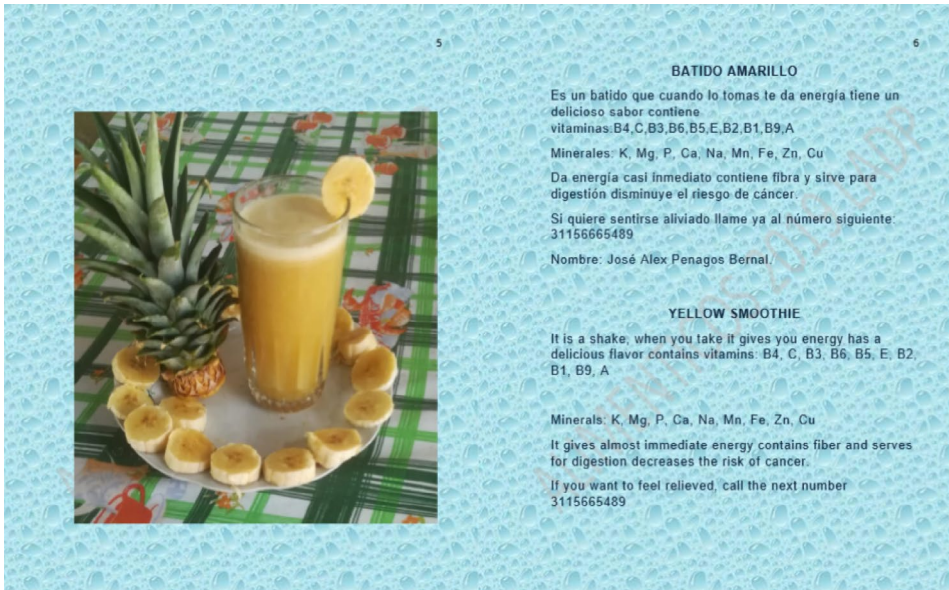 5
6
BATIDO AMARILLO
Es un batido que cuando lo tomas te da energía tiene un
delicioso sabor contiene
vitaminas:B4,C,B3,B6,B5,E,B2,B1,B9,A
Minerales: K, Mg, P, Ca, Na, Mn, Fe, Zn, Cu
Da energía casi inmediato contiene fibra y sirve para
digestión disminuye el riesgo de cáncer.
Si quiere sentirse aliviado llame ya al número siguiente:
31156665489
Nombre: José Alex Penagos Bernal.
YELLOW SMOOTHIE
It is a shake, when you take it gives you energy has a
delicious flavor contains vitamins: B4, C, B3, B6, B5, E, B2,
B1, B9, A
Minerals: K, Mg, P, Ca, Na, Mn, Fe, Zn, Cu
It gives almost immediate energy contains fiber and serves
for digestion decreases the risk of cancer.
If you want to feel relieved, call the next number
3115665489